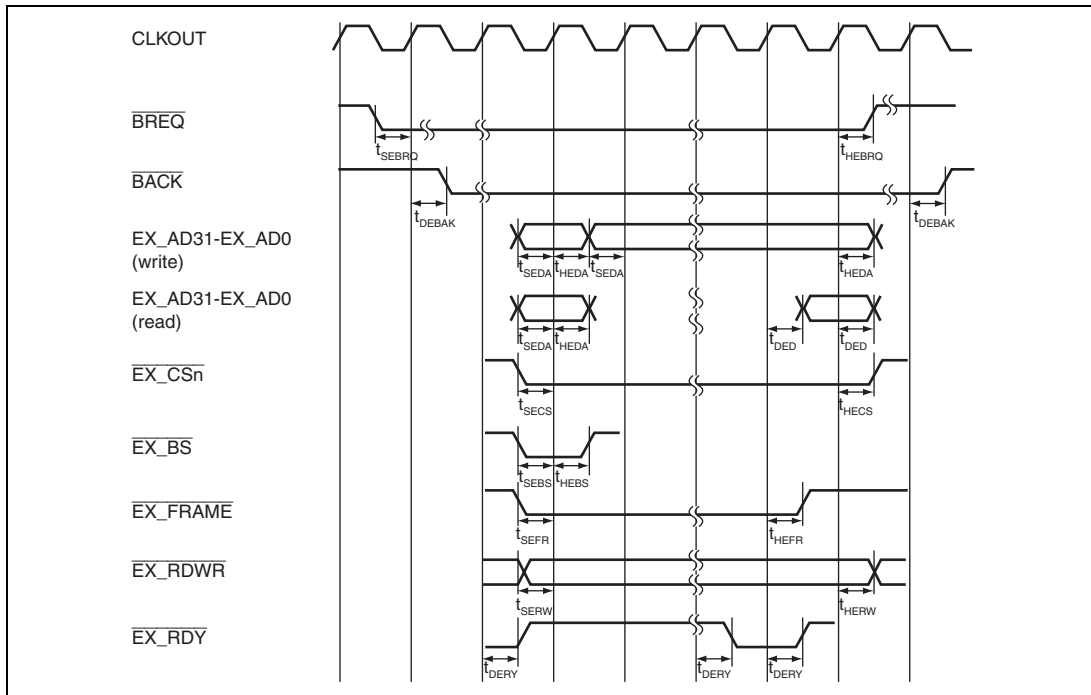 CLKOUT
BREQ
tSEBRQ
tHEBRQ
BACK
tDEBAK
tDEBAK
EX_AD31-EX_AD0
(write)
tSEDA tHEDA tSEDA
tHEDA
EX_AD31-EX_AD0
(read)
tSEDA tHEDA
tDED
tDED
EX_CSn
tSECS
tHECS
EX_BS
tSEBS tHEBS
EX_FRAME
tSEFR
tHEFR
EX_RDWR
tSERW
tHERW
EX_RDY
tDERY
tDERY
tDERY